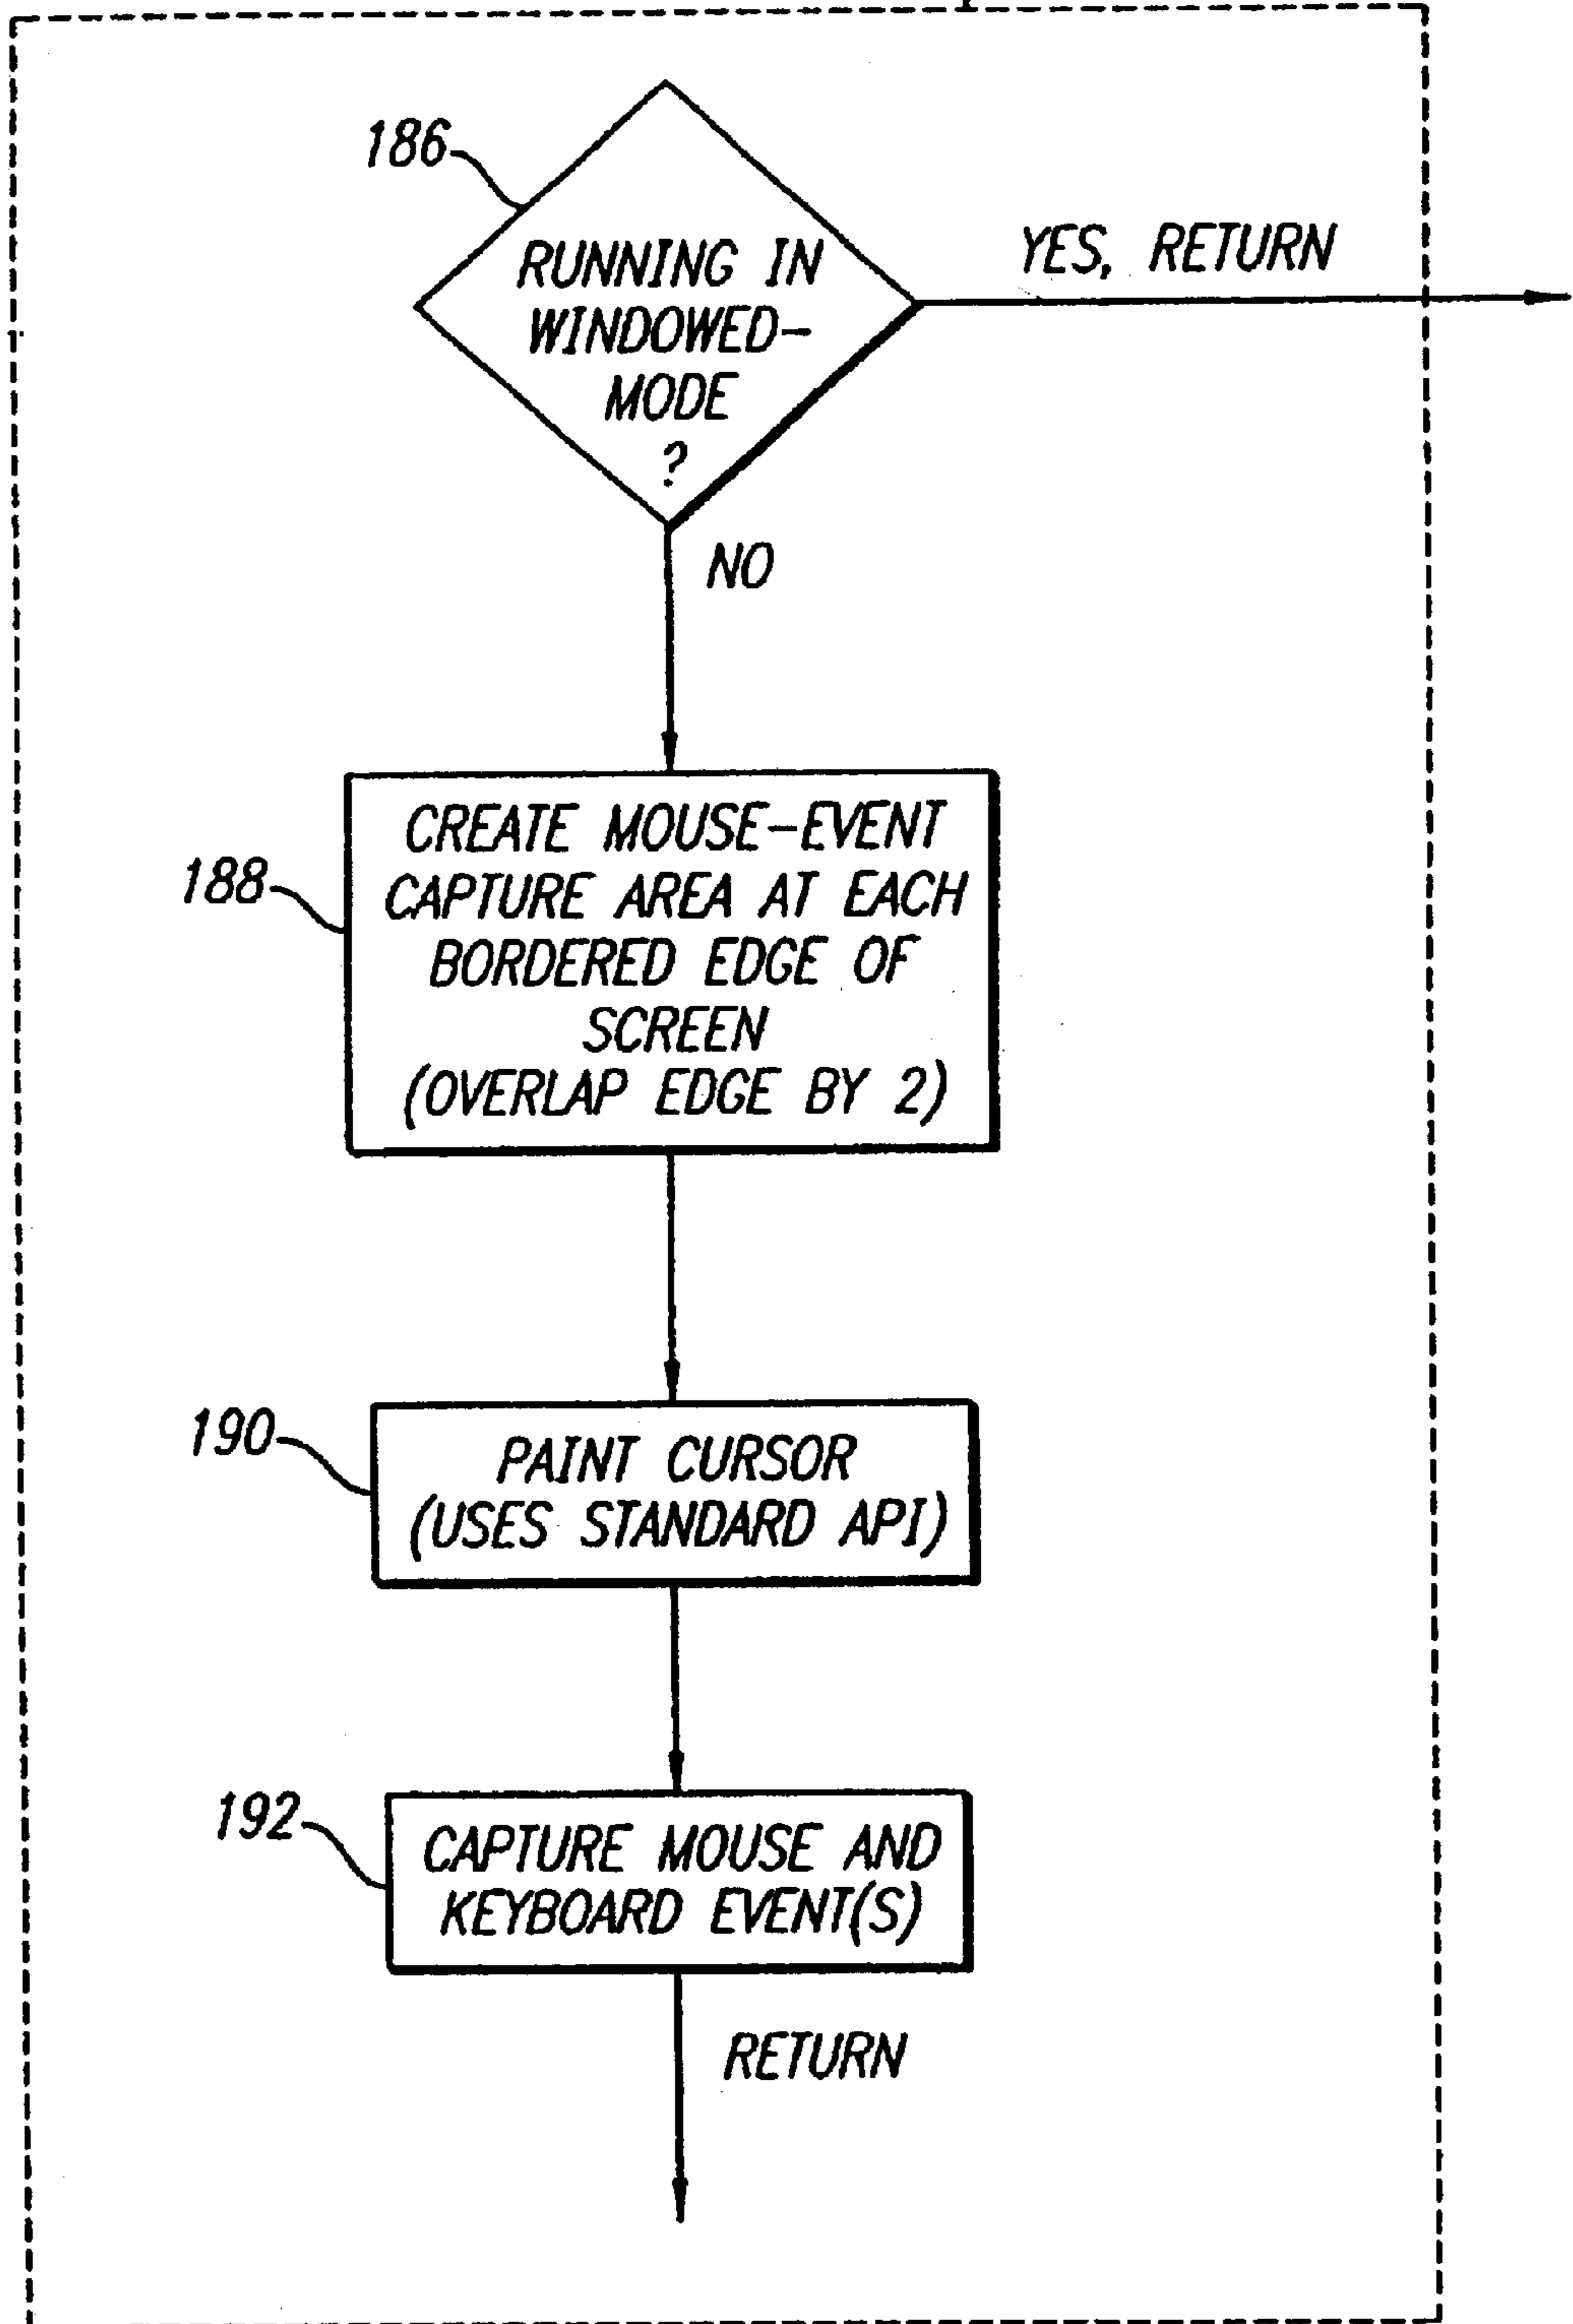 186
RUNNING IN
WINDOWED-
MODE
?
YES, RETURN
NO
188
CREATE MOUSE-EVENT
CAPTURE AREA AT EACH
BORDERED EDGE OF
SCREEN
(OVERLAP EDGE BY 2)
190
PAINT CURSOR
(USES STANDARD API)
192
CAPTURE MOUSE AND
KEYBOARD EVENT(S)
RETURN